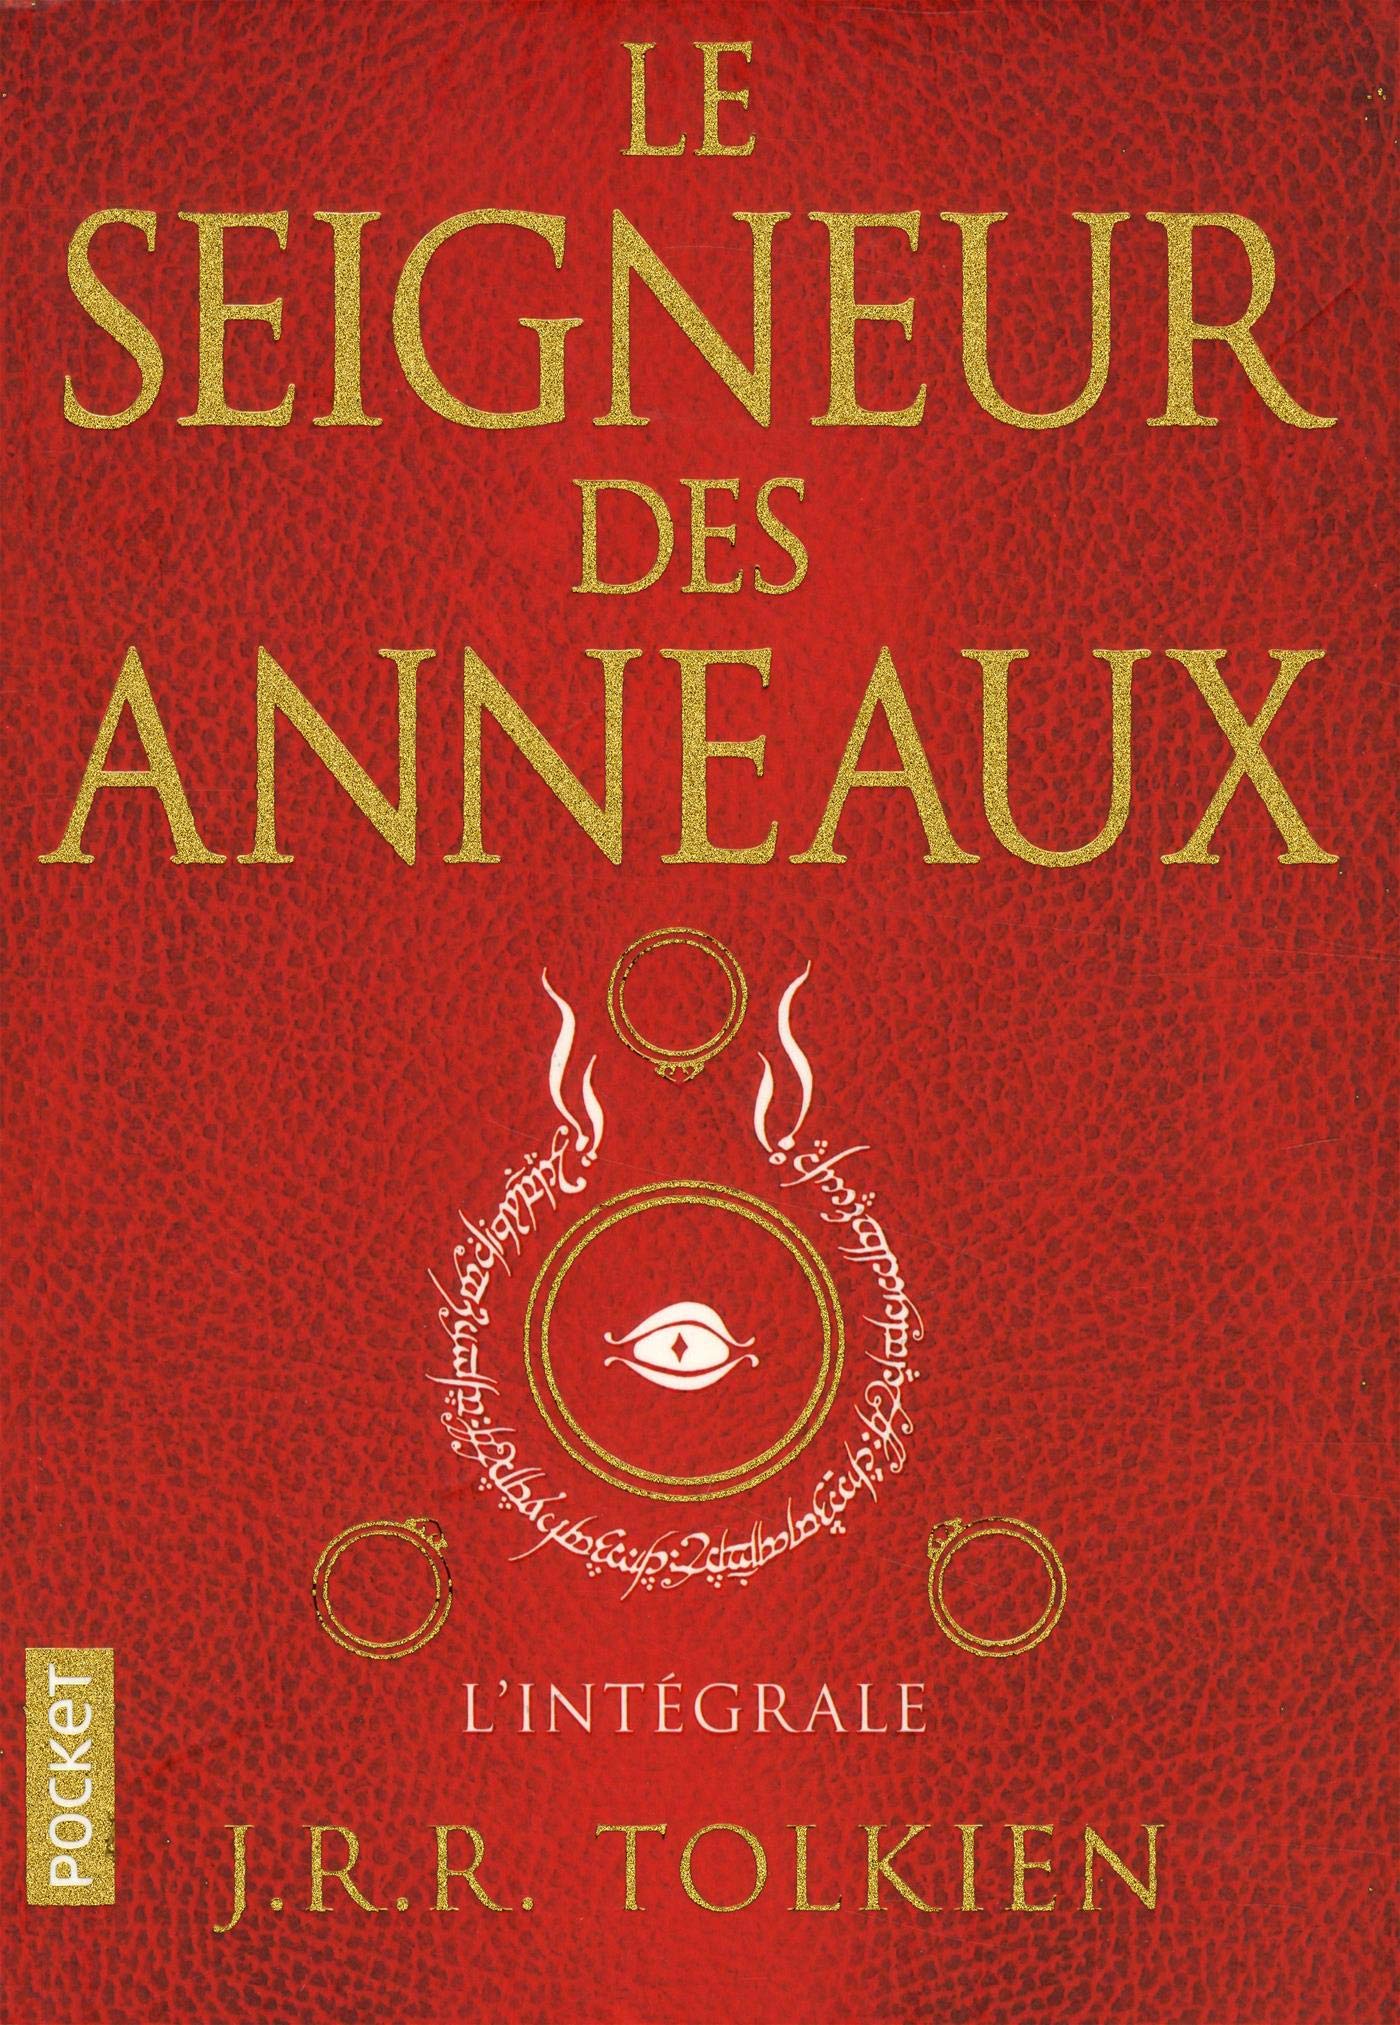 LE
SEIGNEUR
DES
ANNEAUX
L'INTÉGRALE
POCKET
J.R.R. TOLKIEN